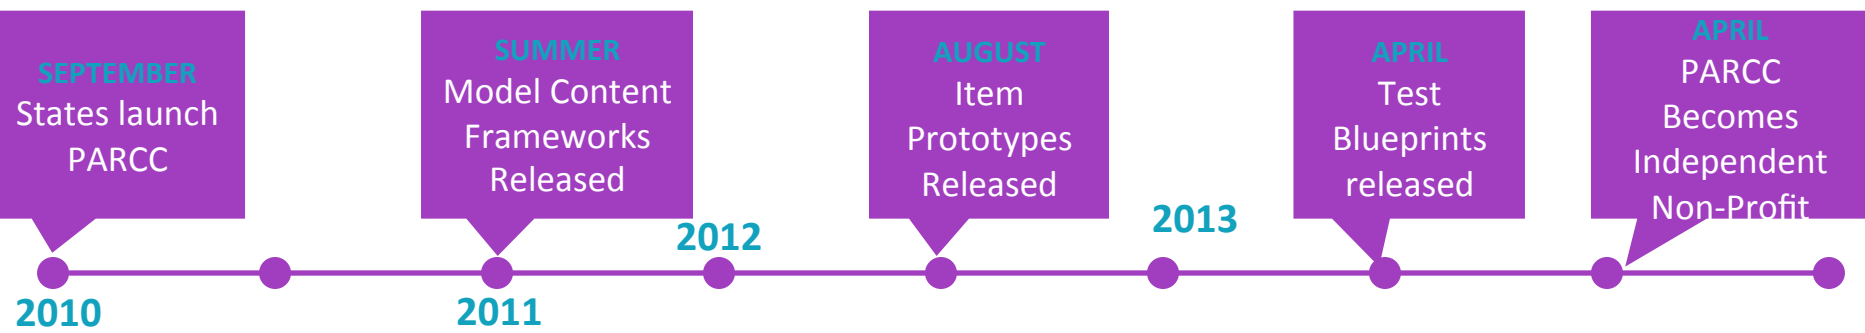 SEPTEMBER
States launch
PARCC
SUMMER
Model Content
Frameworks
Released
AUGUST
Item
Prototypes
Released
APRIL
Test
Blueprints
released
APRIL
PARCC
Becomes
Independent
Non-Profit
2010
2011
2012
2013